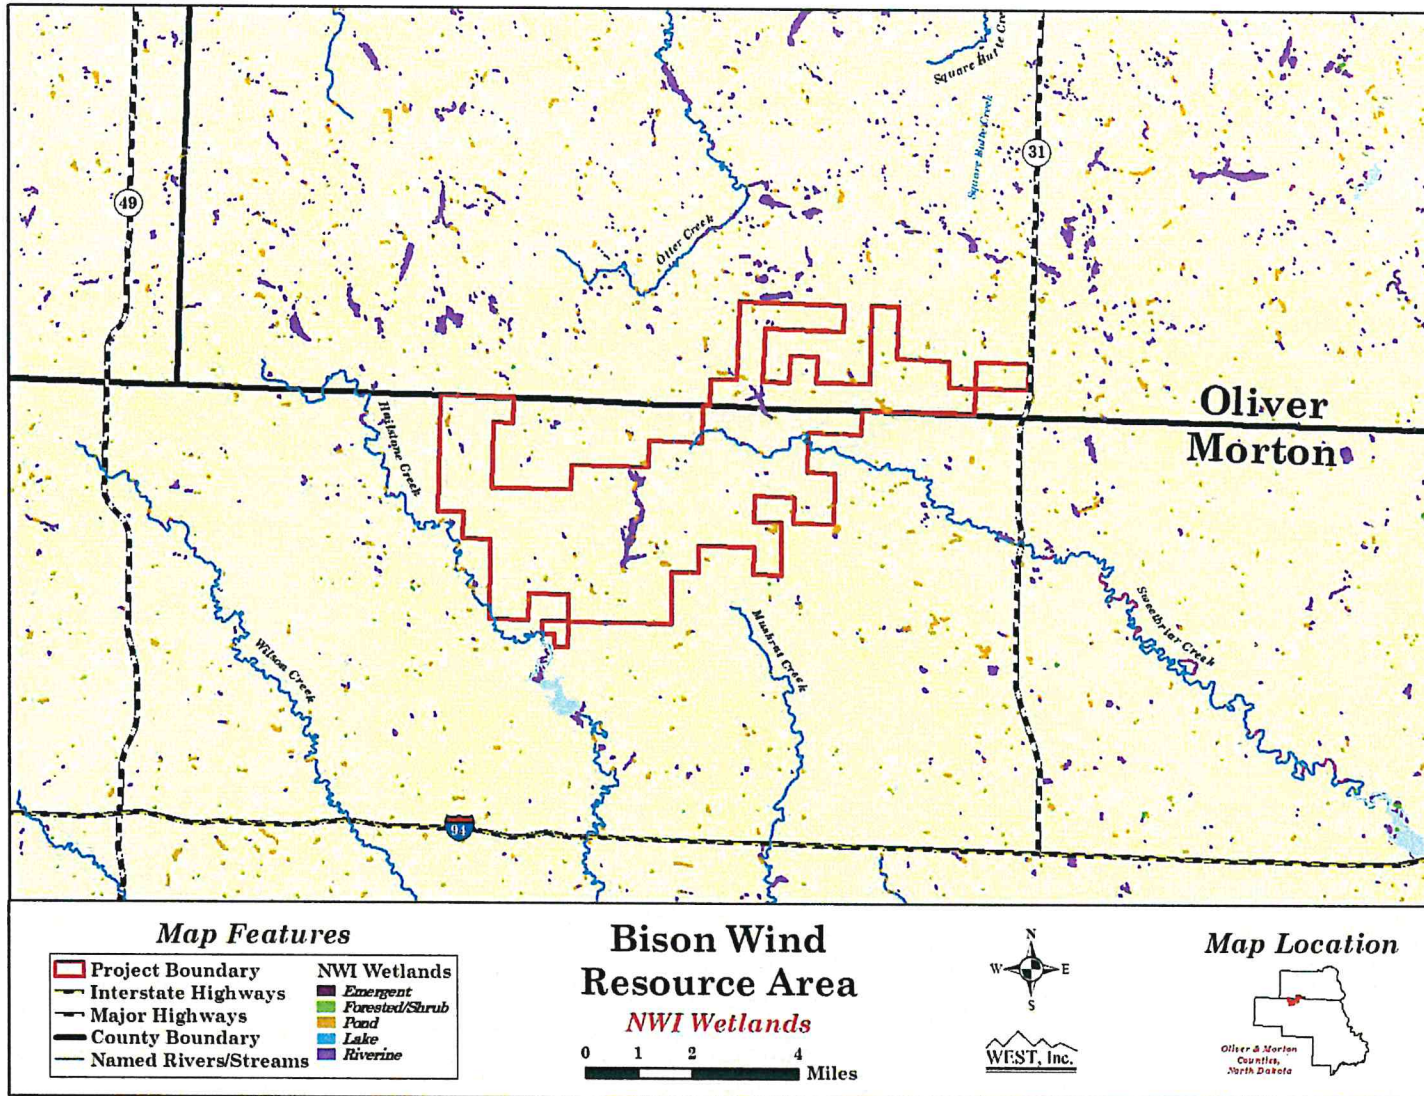 Square Butte Creek
Square Butte Creek
31
49
Otter Creek
Oliver
Morton
Hailstone Creek
Wilson Creek
Muskrat Creek
Sweetbriar Creek
94
Map Features
Project Boundary
Interstate Highways
Major Highways
County Boundary
Named Rivers/Streams
NWI Wetlands
Emergent
Forested/Shrub
Pond
Lake
Riverine
Bison Wind
Resource Area
NWI Wetlands
0 1 2 4
Miles
N
W E
S
WEST, Inc.
Map Location
Oliver & Morton
Counties,
North Dakota